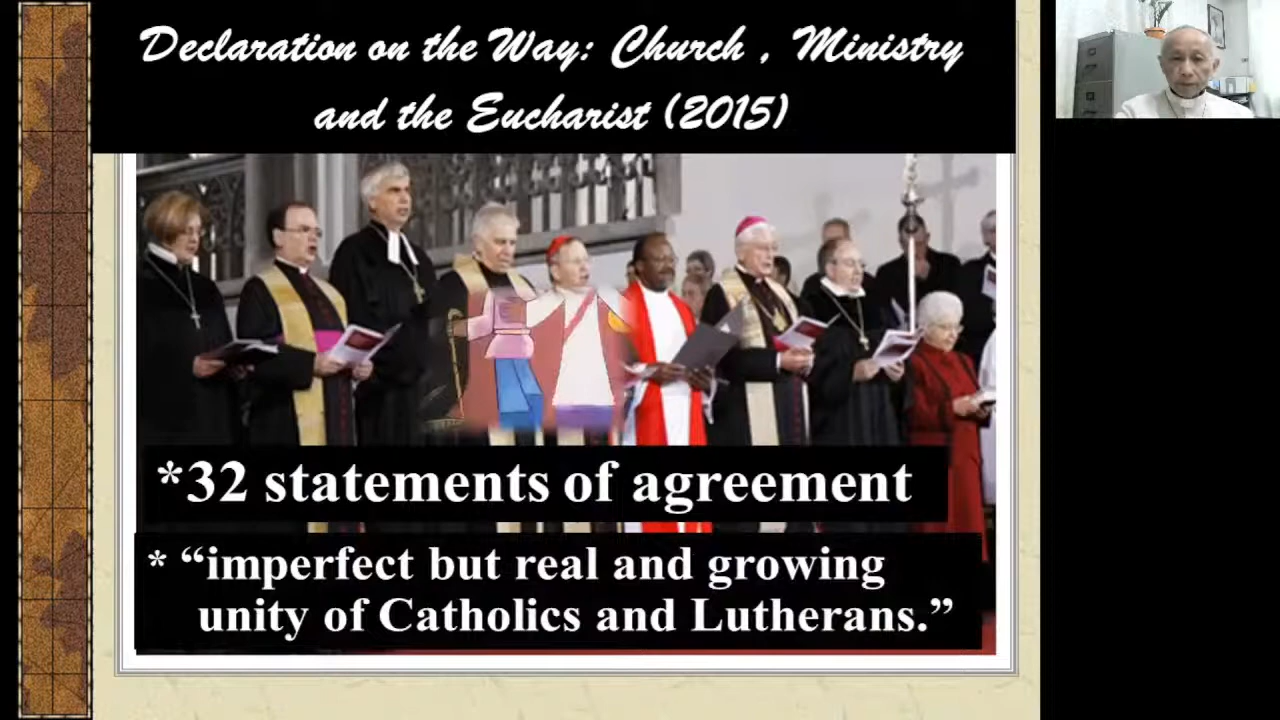 Declaration on the Way: Church , Ministry
and the Eucharist (2015)
*32 statements of agreement
* “imperfect but real and growing
unity of Catholics and Lutherans.”